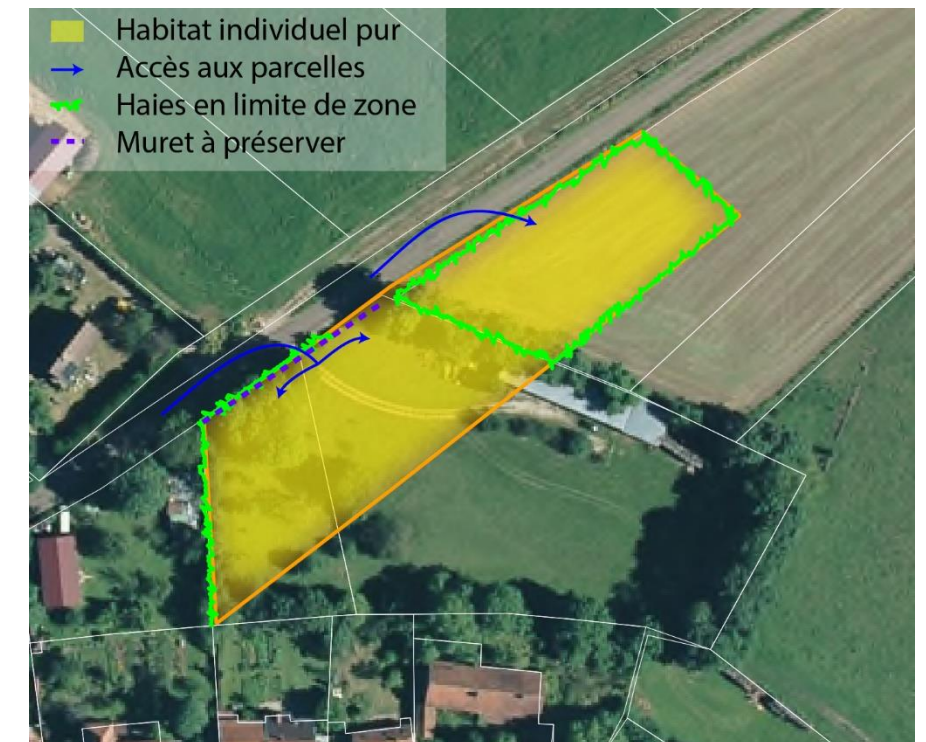 Habitat individuel pur
Accès aux parcelles
Haies en limite de zone
Muret à préserver